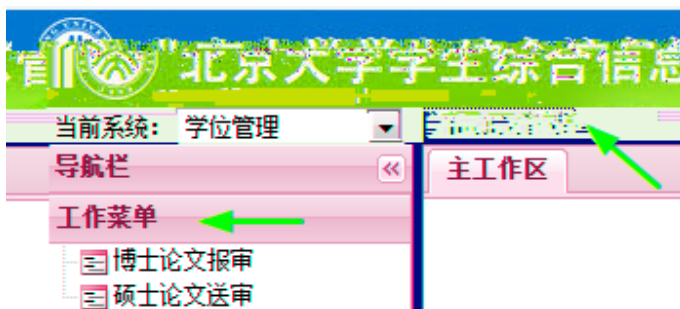 北京大学学生综合信息
当前系统： 学位管理
导航栏
主工作区
工作菜单
博士论文报审
硕士论文送审